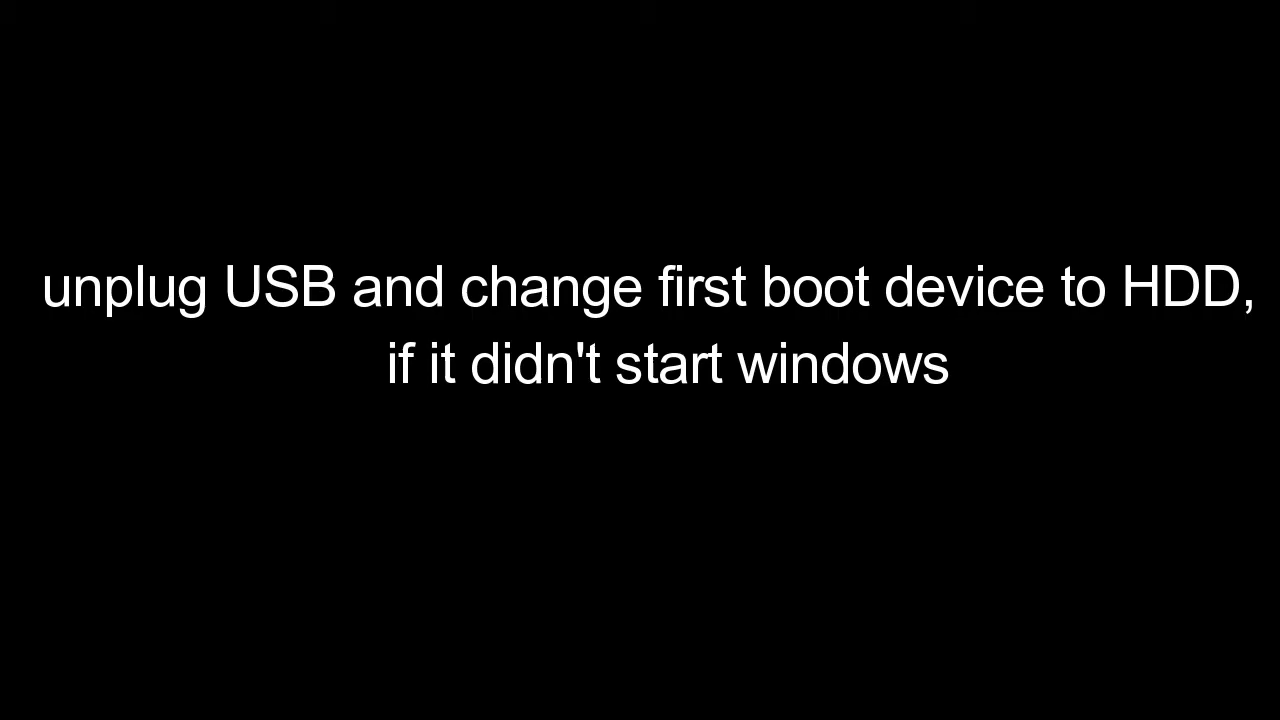 unplug USB and change first boot device to HDD,
if it didn't start windows